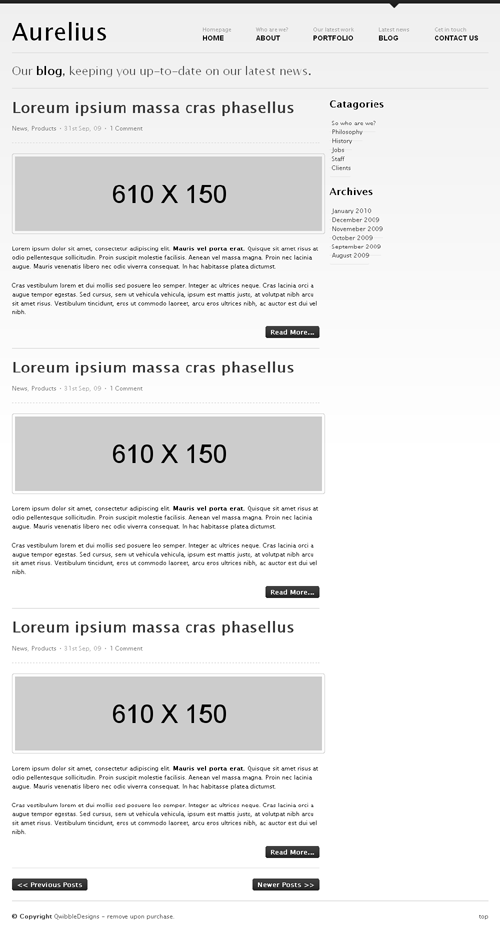 Aurelius
Homepage
HOME
Who are we?
ABOUT
Our latest work
PORTFOLIO
Latest news
BLOG
Get in touch
CONTACT US
Our blog, keeping you up-to-date on our latest news.
Loreum ipsium massa cras phasellus
News, Products - 31st Sep, 09 - 1 Comment
610 X 150
Lorem ipsum dolor sit amet, consectetur adipiscing elit. Mauris vel porta erat. Quisque sit amet risus at
odio pellentesque sollicitudin. Proin suscipit molestie facilisis. Aenean vel massa magna. Proin nec lacinia
augue. Mauris venenatis libero nec odio viverra consequat. In hac habitasse platea dictumst.
Cras vestibulum lorem et dui mollis sed posuere leo semper. Integer ac ultrices neque. Cras lacinia orci a
augue tempor egestas. Sed cursus, sem ut vehicula vehicula, ipsum est mattis justo, at volutpat nibh arcu
sit amet risus. Vestibulum tincidunt, eros ut commodo laoreet, arcu eros ultrices nibh, ac auctor est dui vel
nibh.
Read More...
Loreum ipsium massa cras phasellus
News, Products - 31st Sep, 09 - 1 Comment
610 X 150
Lorem ipsum dolor sit amet, consectetur adipiscing elit. Mauris vel porta erat. Quisque sit amet risus at
odio pellentesque sollicitudin. Proin suscipit molestie facilisis. Aenean vel massa magna. Proin nec lacinia
augue. Mauris venenatis libero nec odio viverra consequat. In hac habitasse platea dictumst.
Cras vestibulum lorem et dui mollis sed posuere leo semper. Integer ac ultrices neque. Cras lacinia orci a
augue tempor egestas. Sed cursus, sem ut vehicula vehicula, ipsum est mattis justo, at volutpat nibh arcu
sit amet risus. Vestibulum tincidunt, eros ut commodo laoreet, arcu eros ultrices nibh, ac auctor est dui vel
nibh.
Read More...
Loreum ipsium massa cras phasellus
News, Products - 31st Sep, 09 - 1 Comment
610 X 150
Lorem ipsum dolor sit amet, consectetur adipiscing elit. Mauris vel porta erat. Quisque sit amet risus at
odio pellentesque sollicitudin. Proin suscipit molestie facilisis. Aenean vel massa magna. Proin nec lacinia
augue. Mauris venenatis libero nec odio viverra consequat. In hac habitasse platea dictumst.
Cras vestibulum lorem et dui mollis sed posuere leo semper. Integer ac ultrices neque. Cras lacinia orci a
augue tempor egestas. Sed cursus, sem ut vehicula vehicula, ipsum est mattis justo, at volutpat nibh arcu
sit amet risus. Vestibulum tincidunt, eros ut commodo laoreet, arcu eros ultrices nibh, ac auctor est dui vel
nibh.
Read More...
<< Previous Posts
Newer Posts >>
Catagories
So who are we?
Philosophy
History
Jobs
Staff
Clients
Archives
January 2010
December 2009
Novemeber 2009
October 2009
September 2009
August 2009
© Copyright QwibbleDesigns - remove upon purchase.
top